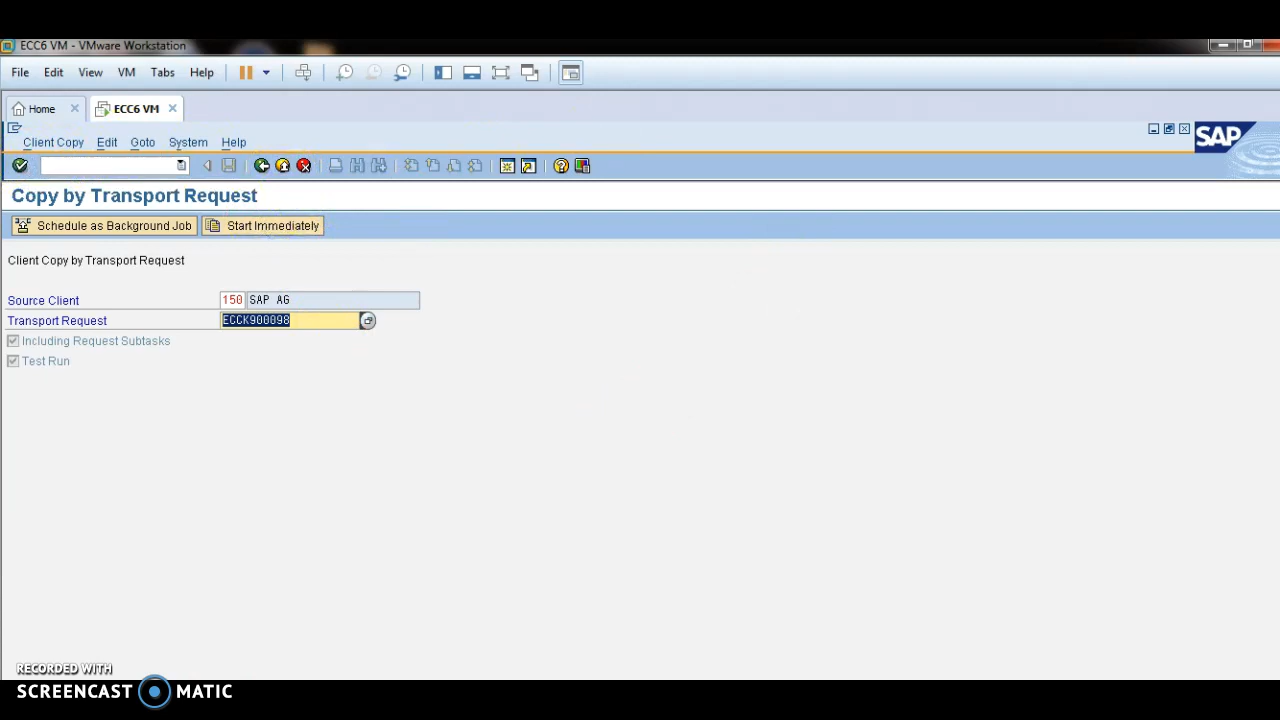 ECC6 VM - VMware Workstation
File Edit View VM Tabs Help
Home ECC6 VM
Client Copy Edit Goto System Help
SAP
Copy by Transport Request
Schedule as Background Job Start Immediately
Client Copy by Transport Request
Source Client 150 SAP AG
Transport Request ECCK900098
Including Request Subtasks
Test Run
RECORDED WITH
SCREENCAST MATIC